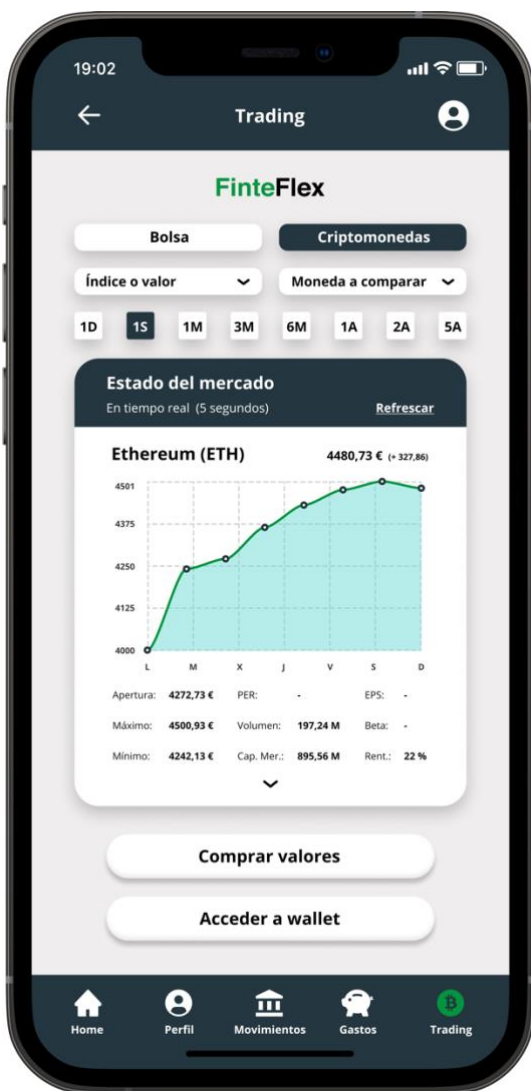 19:02
Trading
FinteFlex
Bolsa Criptomonedas
Índice o valor Moneda a comparar
1D 1S 1M 3M 6M 1A 2A 5A
Estado del mercado
En tiempo real (5 segundos) Refrescar
Ethereum (ETH) 4480,73 € (+ 327,86)
4501
4375
4250
4125
4000
L M X J V S D
Apertura: 4272,73 € PER: - EPS: -
Máximo: 4500,93 € Volumen: 197,24 M Beta: -
Mínimo: 4242,13 € Cap. Mer.: 895,56 M Rent.: 22 %
Comprar valores
Acceder a wallet
Home Perfil Movimientos Gastos Trading